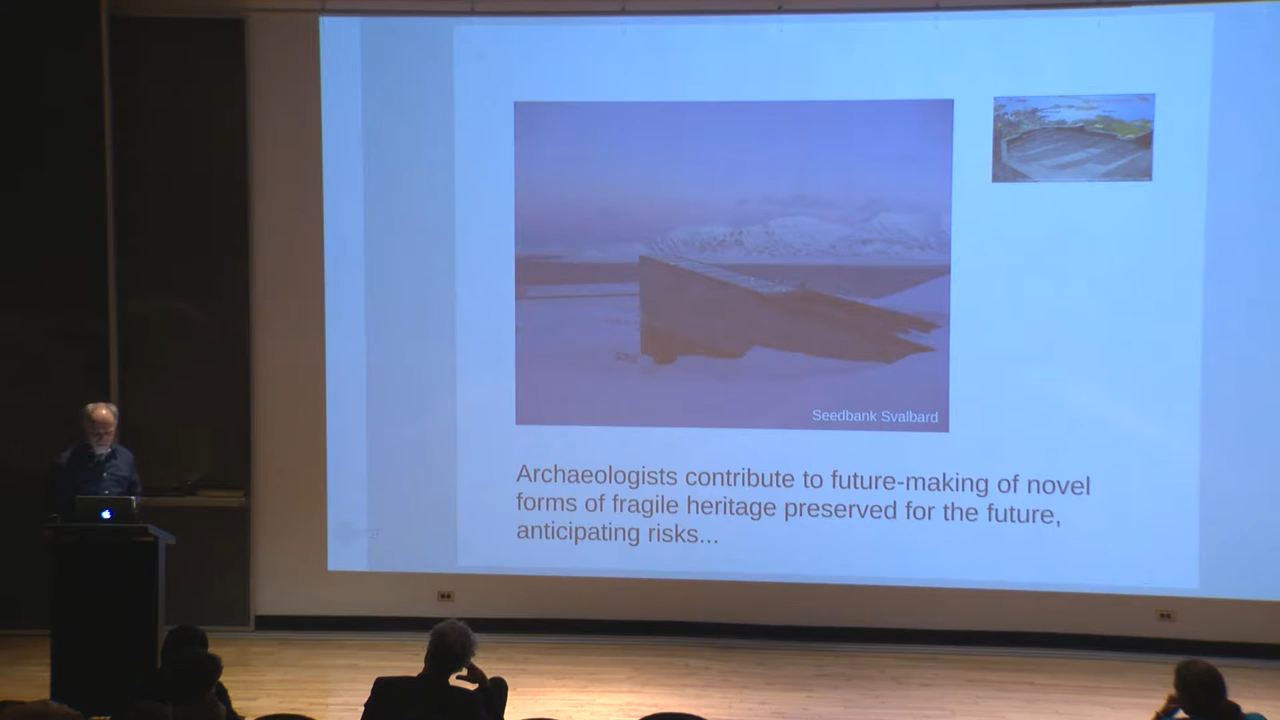 Seedbank Svalbard
Archaeologists contribute to future-making of novel
forms of fragile heritage preserved for the future,
anticipating risks...